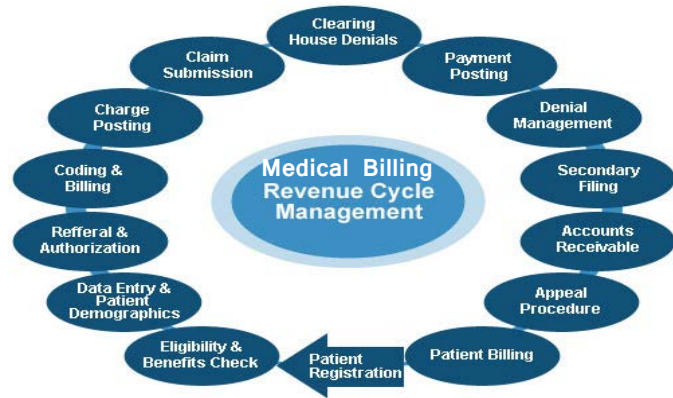 Clearing
House Denials
Claim
Submission
Payment
Posting
Charge
Posting
Denial
Management
Coding &
Billing
Medical Billing
Revenue Cycle
Management
Secondary
Filing
Refferal &
Authorization
Accounts
Receivable
Data Entry &
Patient
Demographics
Appeal
Procedure
Eligibility &
Benefits Check
Patient
Registration
Patient Billing